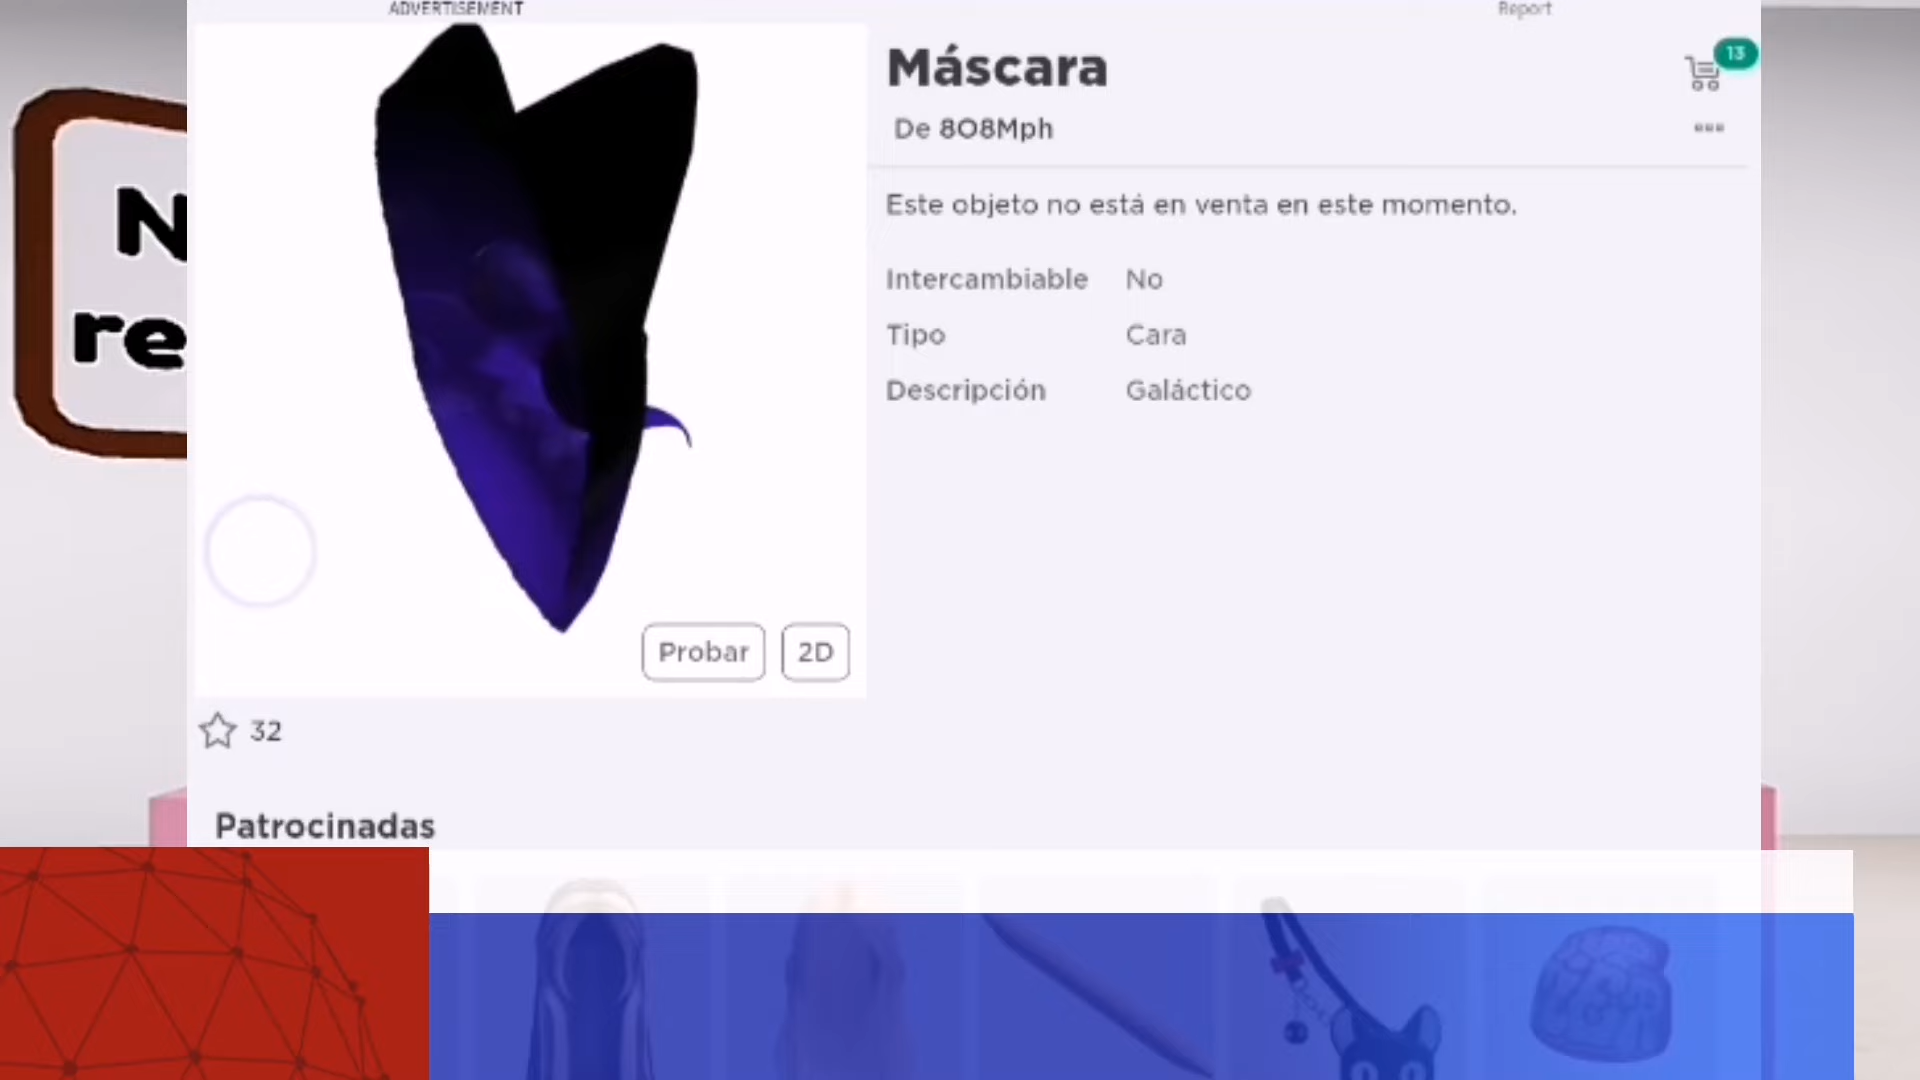 ADVERTISEMENT
Report
Máscara
13
De 8O8Mph
Este objeto no está en venta en este momento.
Intercambiable No
Tipo Cara
Descripción Galáctico
N
re
Probar 2D
32
Patrocinadas